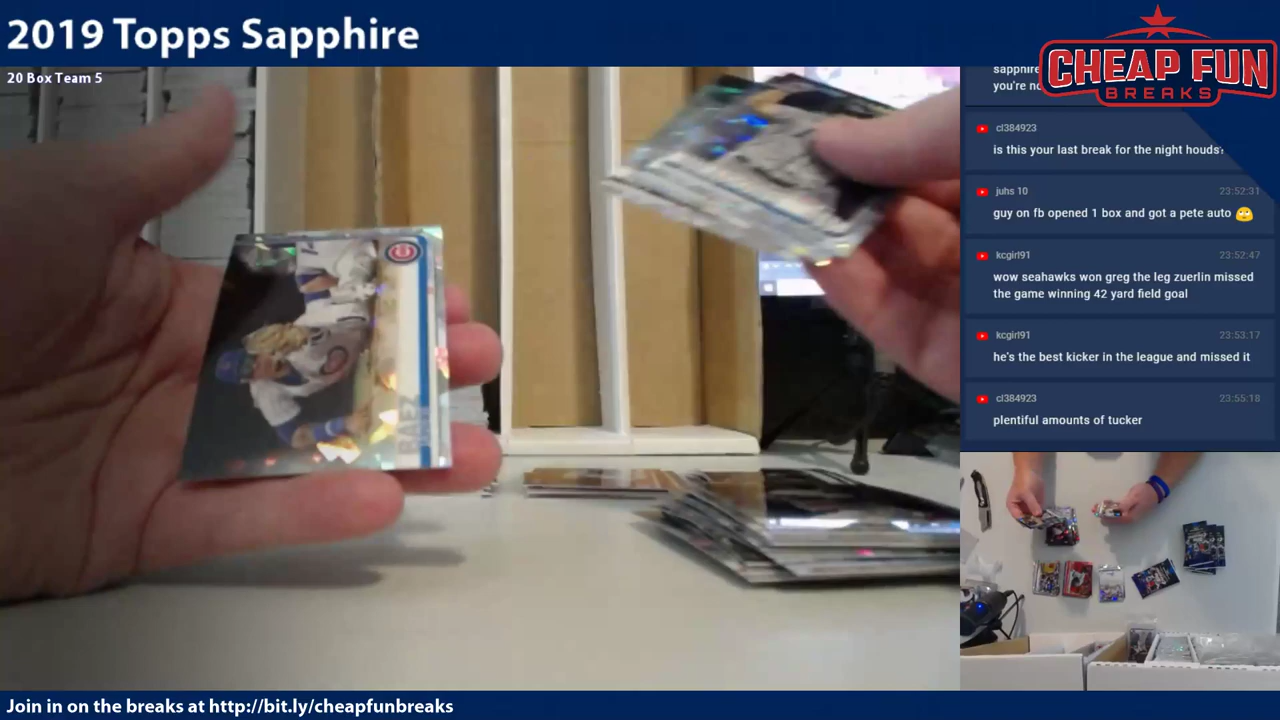 2019 Topps Sapphire
20 Box Team 5
CHEAP FUN
BREAKS
sapphire
cl384923
is this your last break for the night houds?
juhs 10
23:52:31
guy on fb opened 1 box and got a pete auto 🙄
kcgirl91
23:52:47
wow seahawks won greg the leg zuerlin missed
the game winning 42 yard field goal
kcgirl91
23:53:17
he's the best kicker in the league and missed it
cl384923
23:55:18
plentiful amounts of tucker
BAEZ
Join in on the breaks at http://bit.ly/cheapfunbreaks